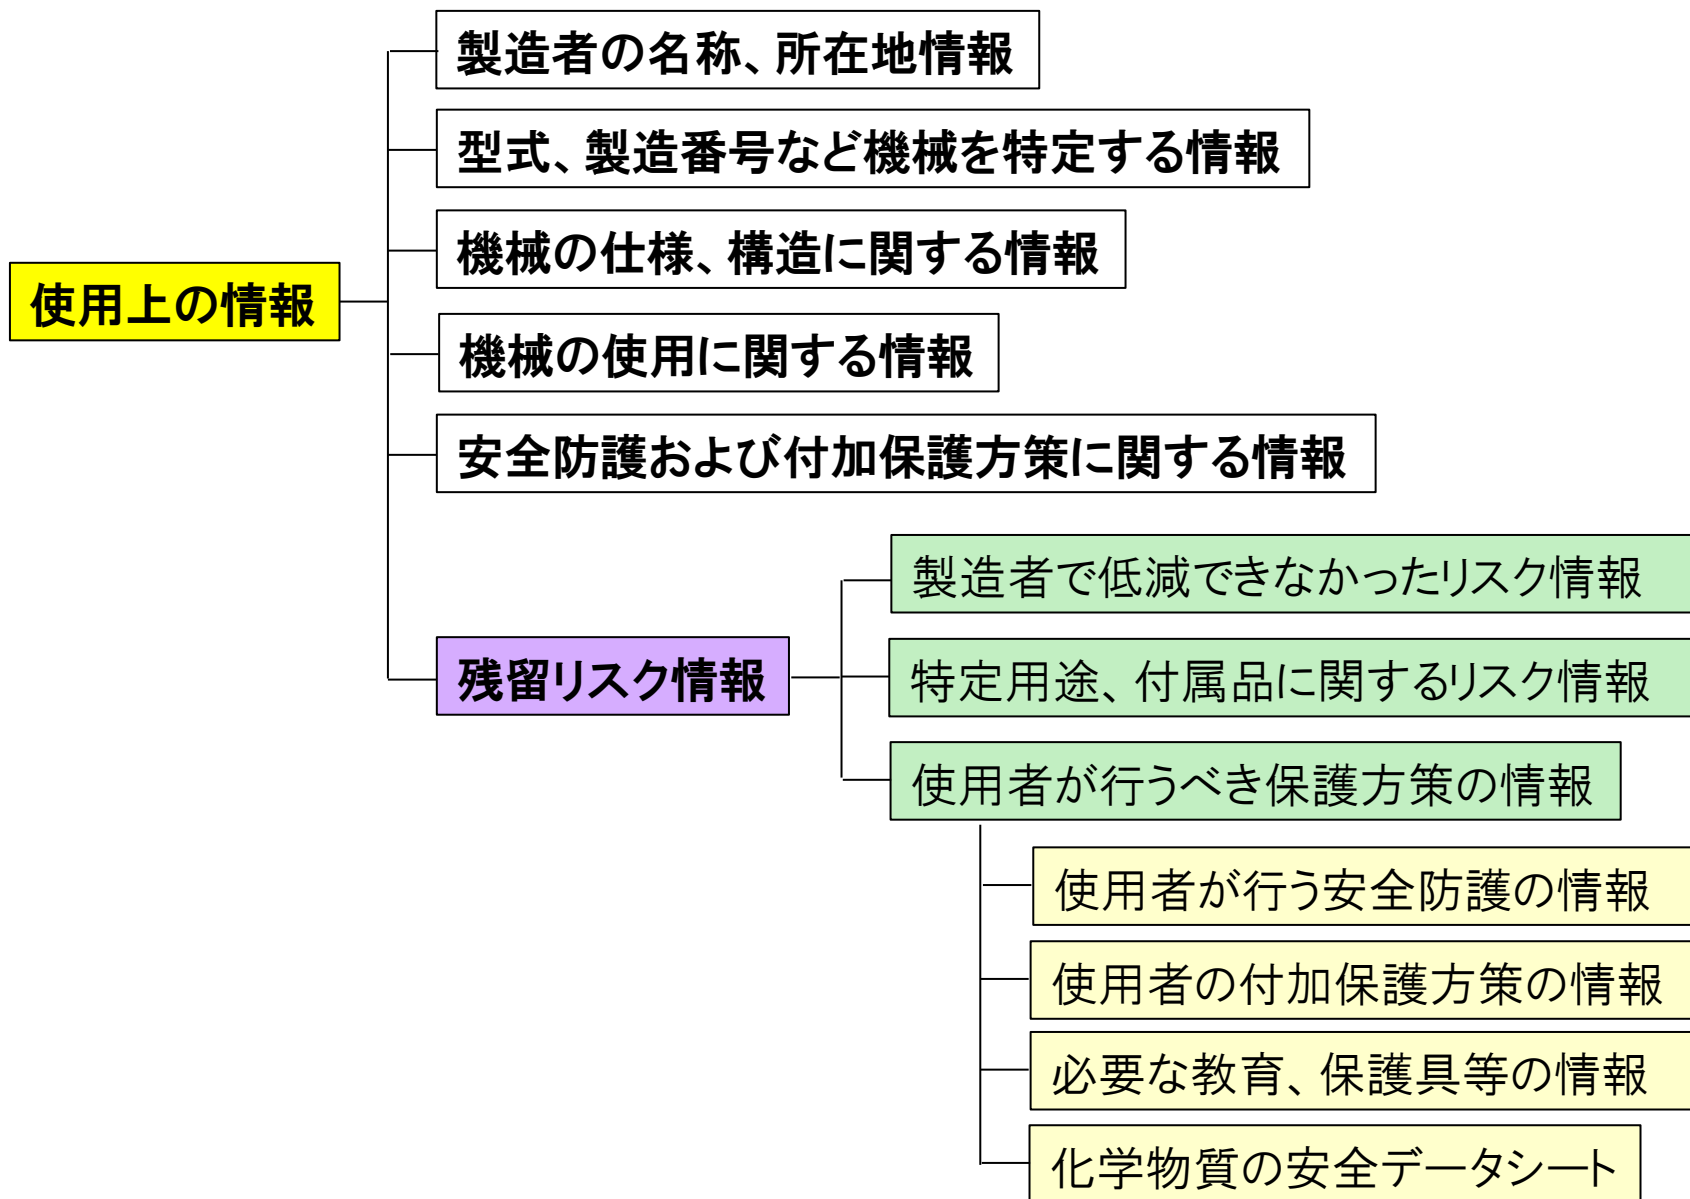 製造者の名称、所在地情報
型式、製造番号など機械を特定する情報
機械の仕様、構造に関する情報
使用上の情報
機械の使用に関する情報
安全防護および付加保護方策に関する情報
製造者で低減できなかったリスク情報
残留リスク情報
特定用途、付属品に関するリスク情報
使用者が行うべき保護方策の情報
使用者が行う安全防護の情報
使用者の付加保護方策の情報
必要な教育、保護具等の情報
化学物質の安全データシート